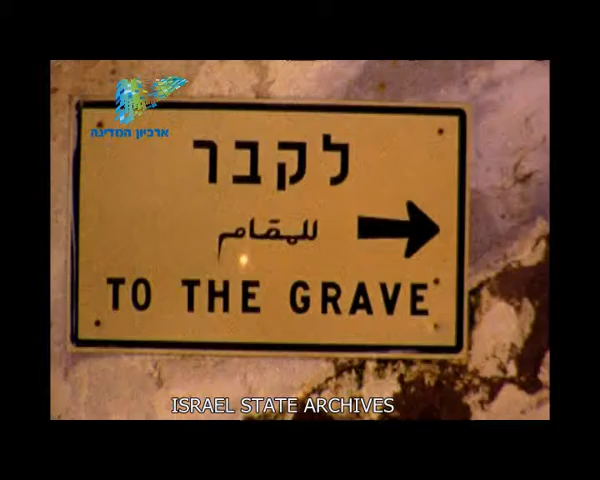 ארכיון המדינה
לקבר
للمقام
TO THE GRAVE
ISRAEL STATE ARCHIVES